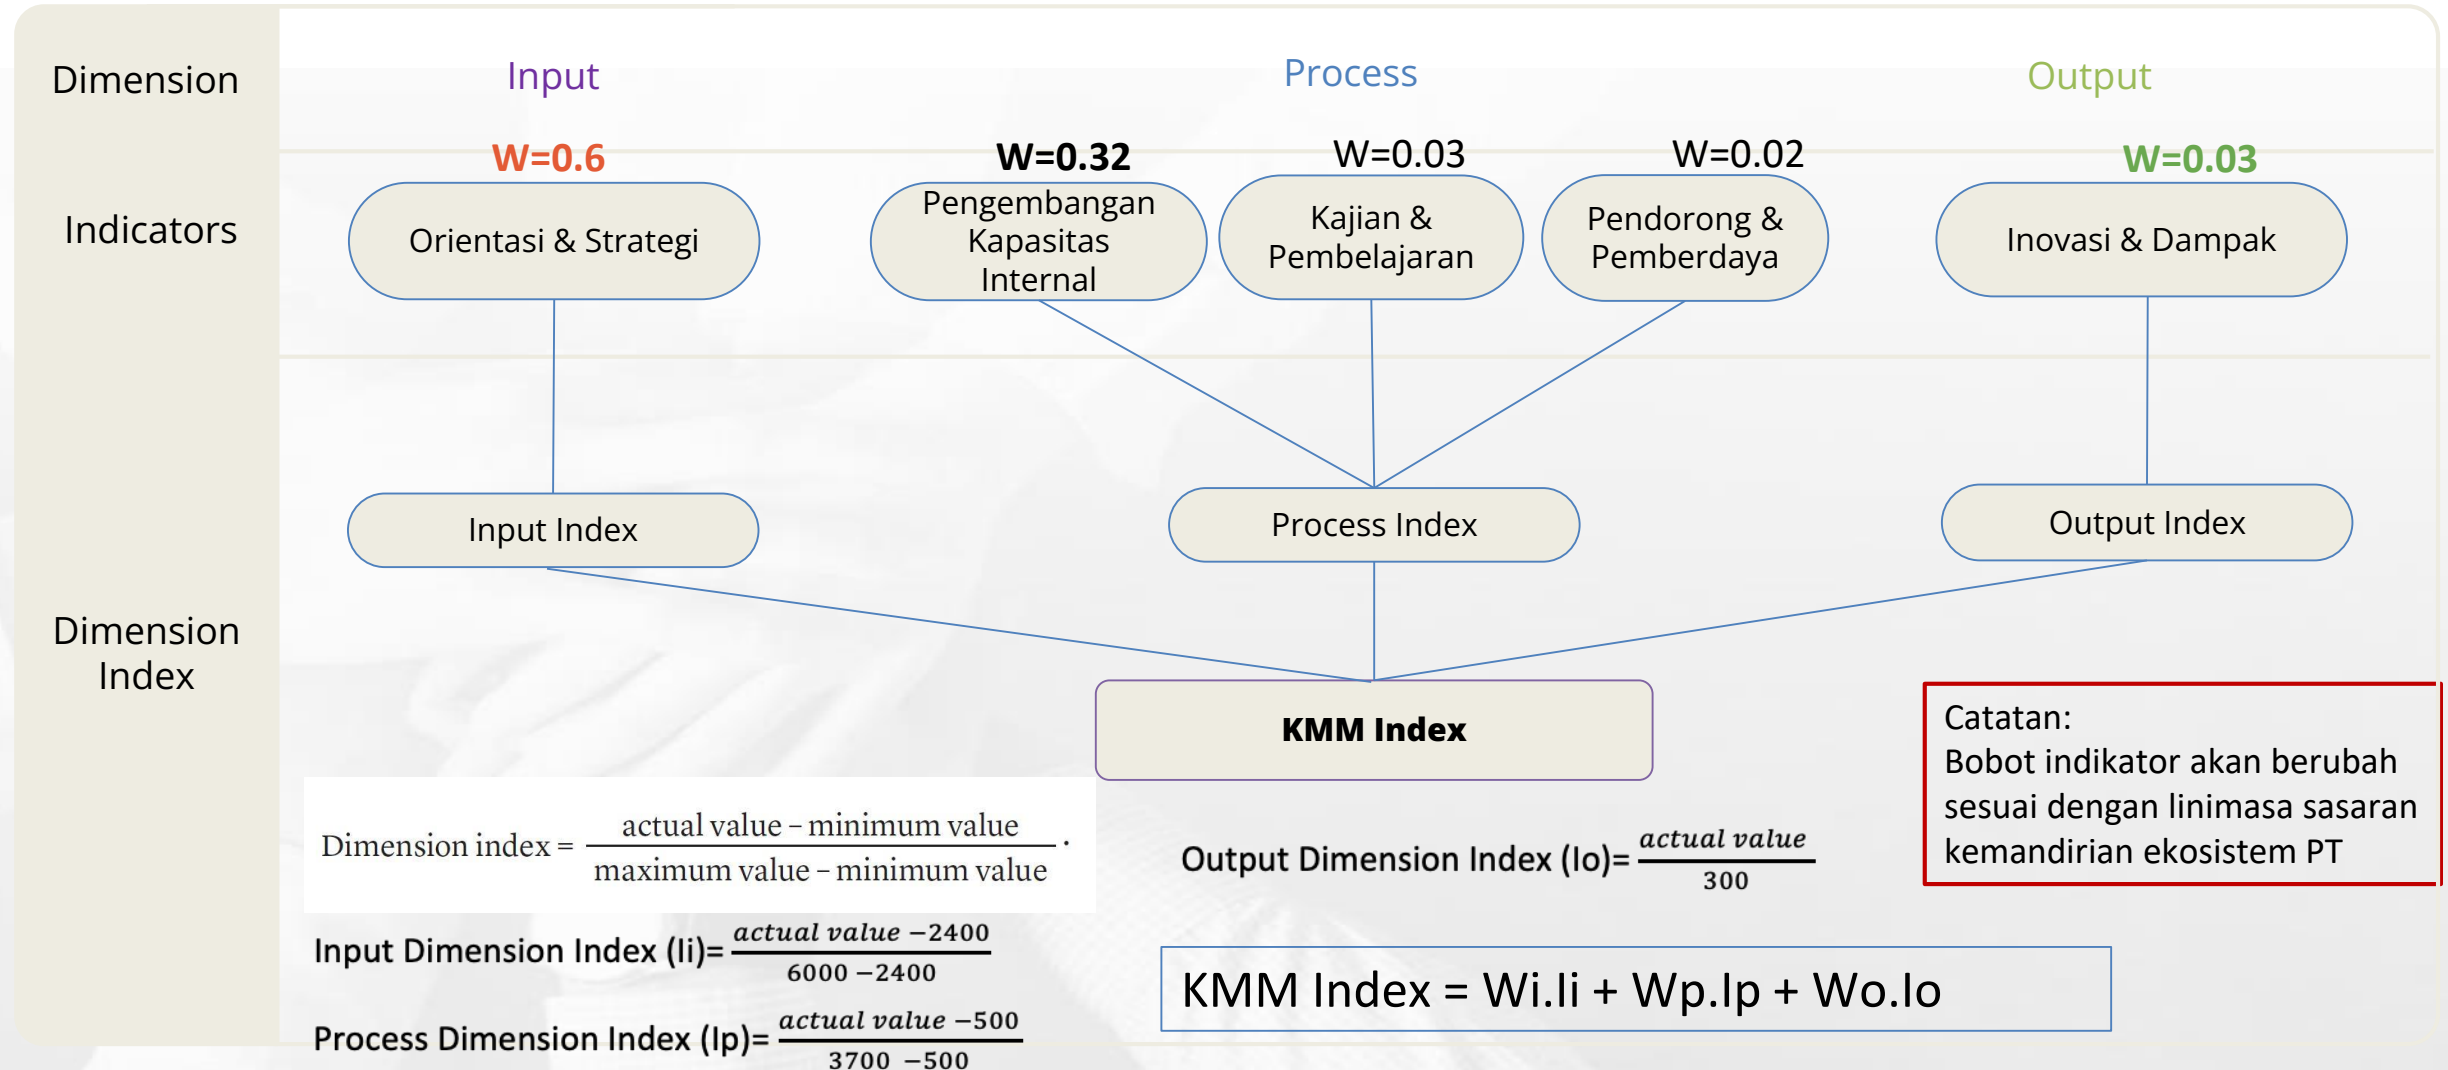 Dimension
Input
Process
Output
W=0.6
W=0.32
W=0.03
W=0.02
W=0.03
Indicators
Orientasi & Strategi
Pengembangan
Kapasitas
Internal
Kajian &
Pembelajaran
Pendorong &
Pemberdaya
Inovasi & Dampak
Input Index
Process Index
Output Index
Dimension
Index
KMM Index
Catatan:
Bobot indikator akan berubah
sesuai dengan linimasa sasaran
kemandirian ekosistem PT
Dimension index = actual value – minimum value / maximum value – minimum value .
Output Dimension Index (Io)= actual value / 300
Input Dimension Index (Ii)= actual value −2400 / 6000 −2400
KMM Index = Wi.Ii + Wp.Ip + Wo.Io
Process Dimension Index (Ip)= actual value −500 / 3700 −500